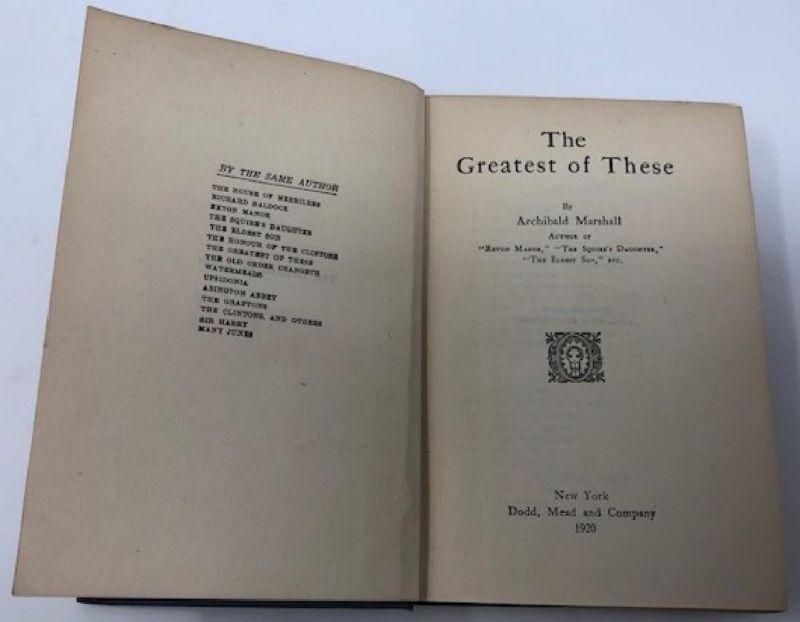 BY THE SAME AUTHOR
THE HOUSE OF MERRILEES
RICHARD BALDOCK
EXTON MANOR
THE SQUIRE'S DAUGHTER
THE ELDEST SON
THE HONOUR OF THE CLINTONS
THE GREATEST OF THESE
THE OLD ORDER CHANGETH
WATERMEADS
UPSIDONIA
ABINGTON ABBEY
THE GRAFTONS
THE CLINTONS, AND OTHERS
SIR HARRY
MANY JUNES
The
Greatest of These
By
Archibald Marshall
Author of
"Exton Manor," "The Squire's Daughter,"
"The Eldest Son," etc.
New York
Dodd, Mead and Company
1920